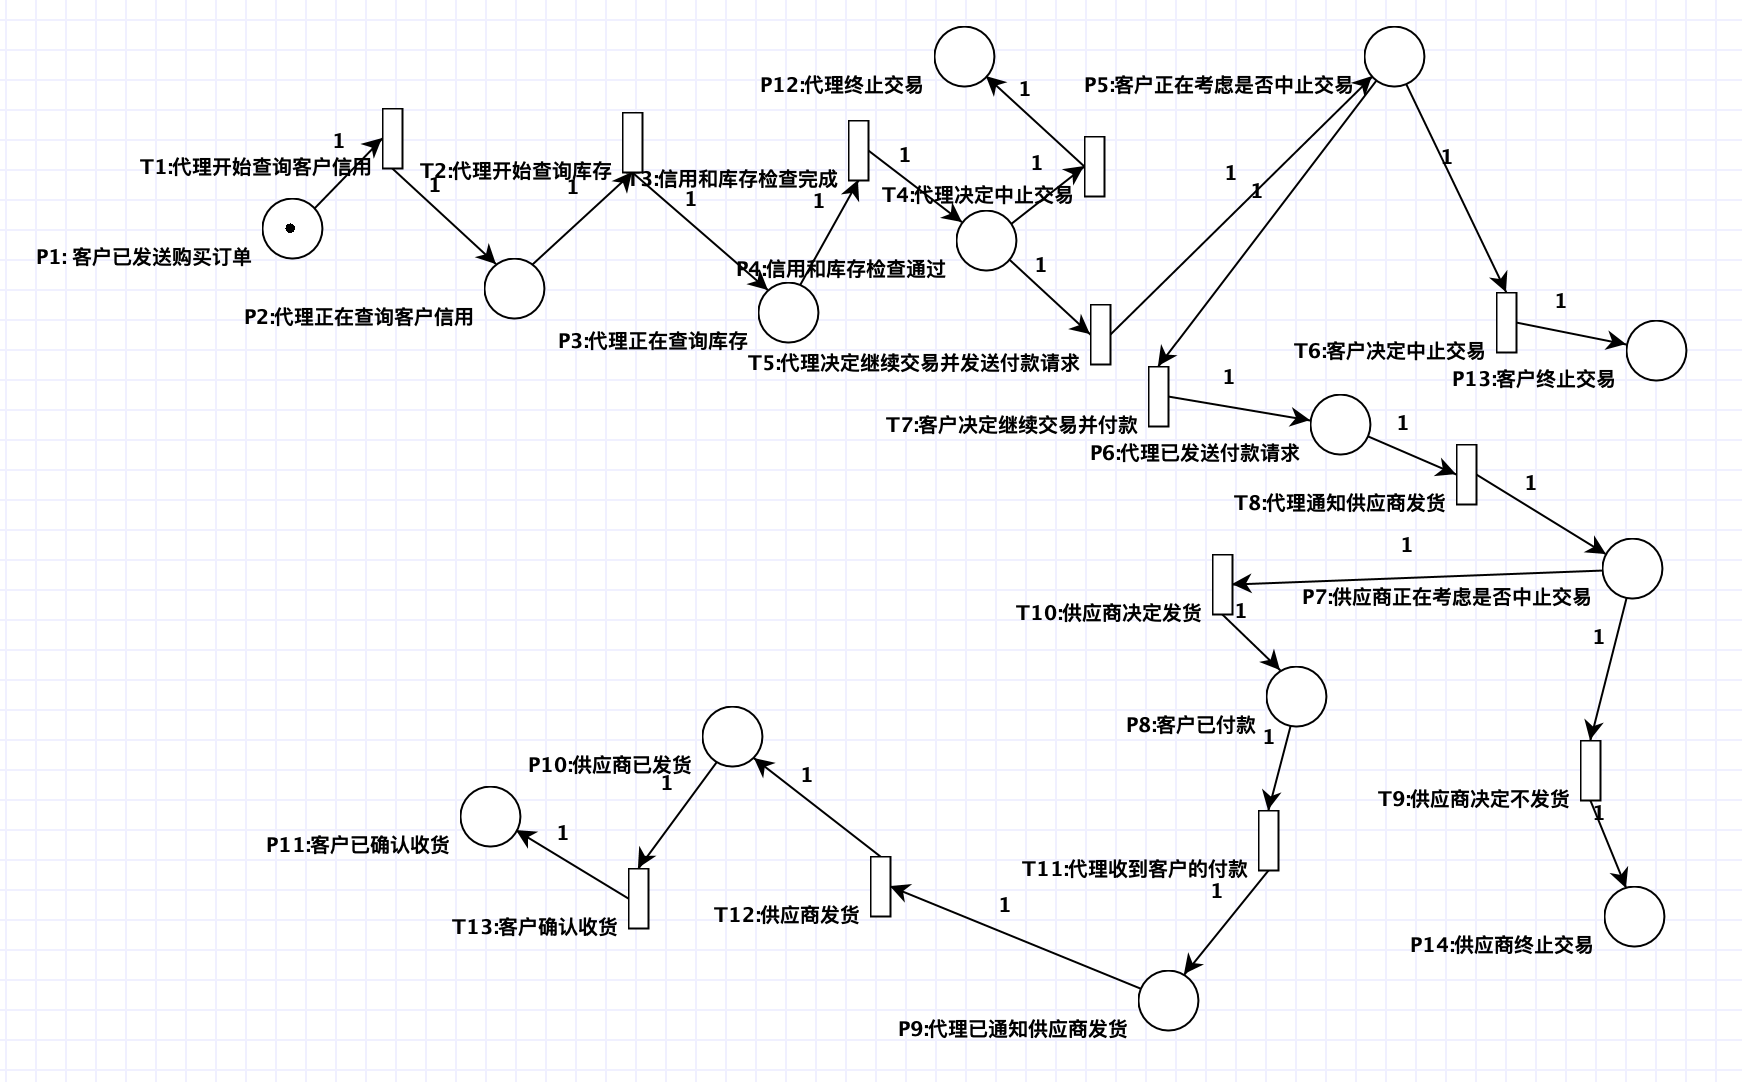 P12:代理终止交易
1
P5:客户正在考虑是否中止交易
1
T1:代理开始查询客户信用
1
T2:代理开始查询库存
1
T3:信用和库存检查完成
1
1
1
1
T4:代理决定中止交易
1
1
1
P1: 客户已发送购买订单
P4:信用和库存检查通过
1
P2:代理正在查询客户信用
P3:代理正在查询库存
T5:代理决定继续交易并发送付款请求
T6:客户决定中止交易
1
P13:客户终止交易
1
T7:客户决定继续交易并付款
P6:代理已发送付款请求
1
T8:代理通知供应商发货
1
1
P7:供应商正在考虑是否中止交易
T10:供应商决定发货
1
1
P8:客户已付款
1
P10:供应商已发货
1
1
T9:供应商决定不发货
1
P11:客户已确认收货
1
T11:代理收到客户的付款
1
T12:供应商发货
1
T13:客户确认收货
P14:供应商终止交易
P9:代理已通知供应商发货